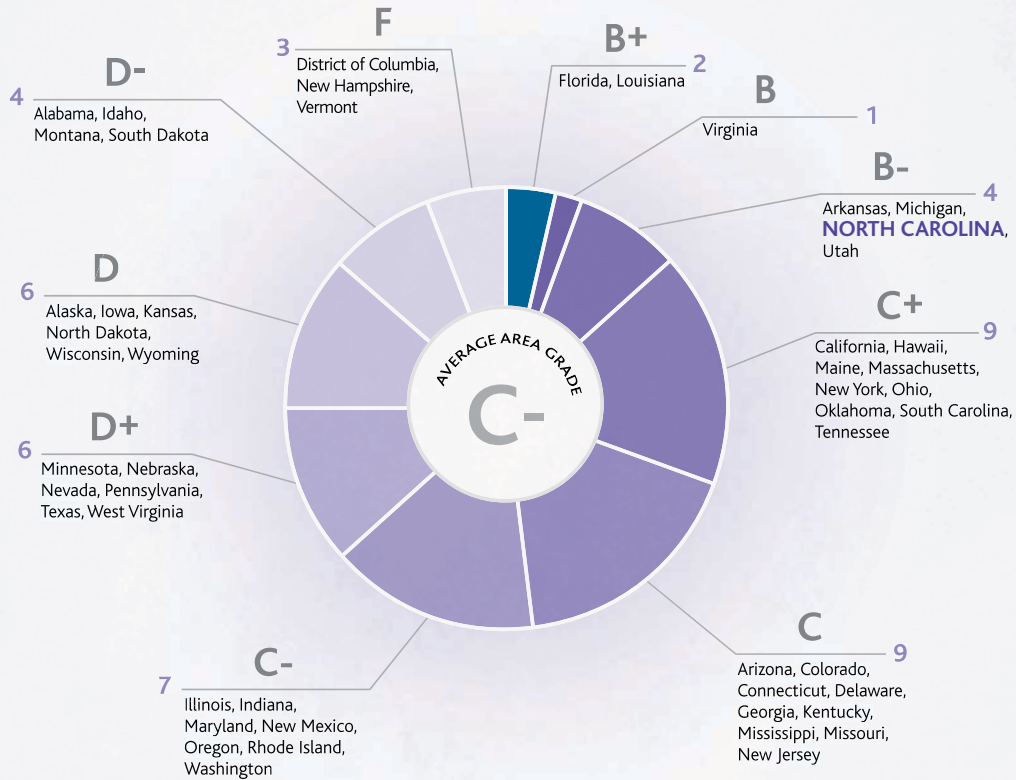 F
3
District of Columbia,
New Hampshire,
Vermont
B+
2
Florida, Louisiana
B
1
Virginia
B-
4
Arkansas, Michigan,
NORTH CAROLINA,
Utah
C+
9
California, Hawaii,
Maine, Massachusetts,
New York, Ohio,
Oklahoma, South Carolina,
Tennessee
C
9
Arizona, Colorado,
Connecticut, Delaware,
Georgia, Kentucky,
Mississippi, Missouri,
New Jersey
C-
7
Illinois, Indiana,
Maryland, New Mexico,
Oregon, Rhode Island,
Washington
D+
6
Minnesota, Nebraska,
Nevada, Pennsylvania,
Texas, West Virginia
D
6
Alaska, Iowa, Kansas,
North Dakota,
Wisconsin, Wyoming
D-
4
Alabama, Idaho,
Montana, South Dakota
AVERAGE AREA GRADE
C-